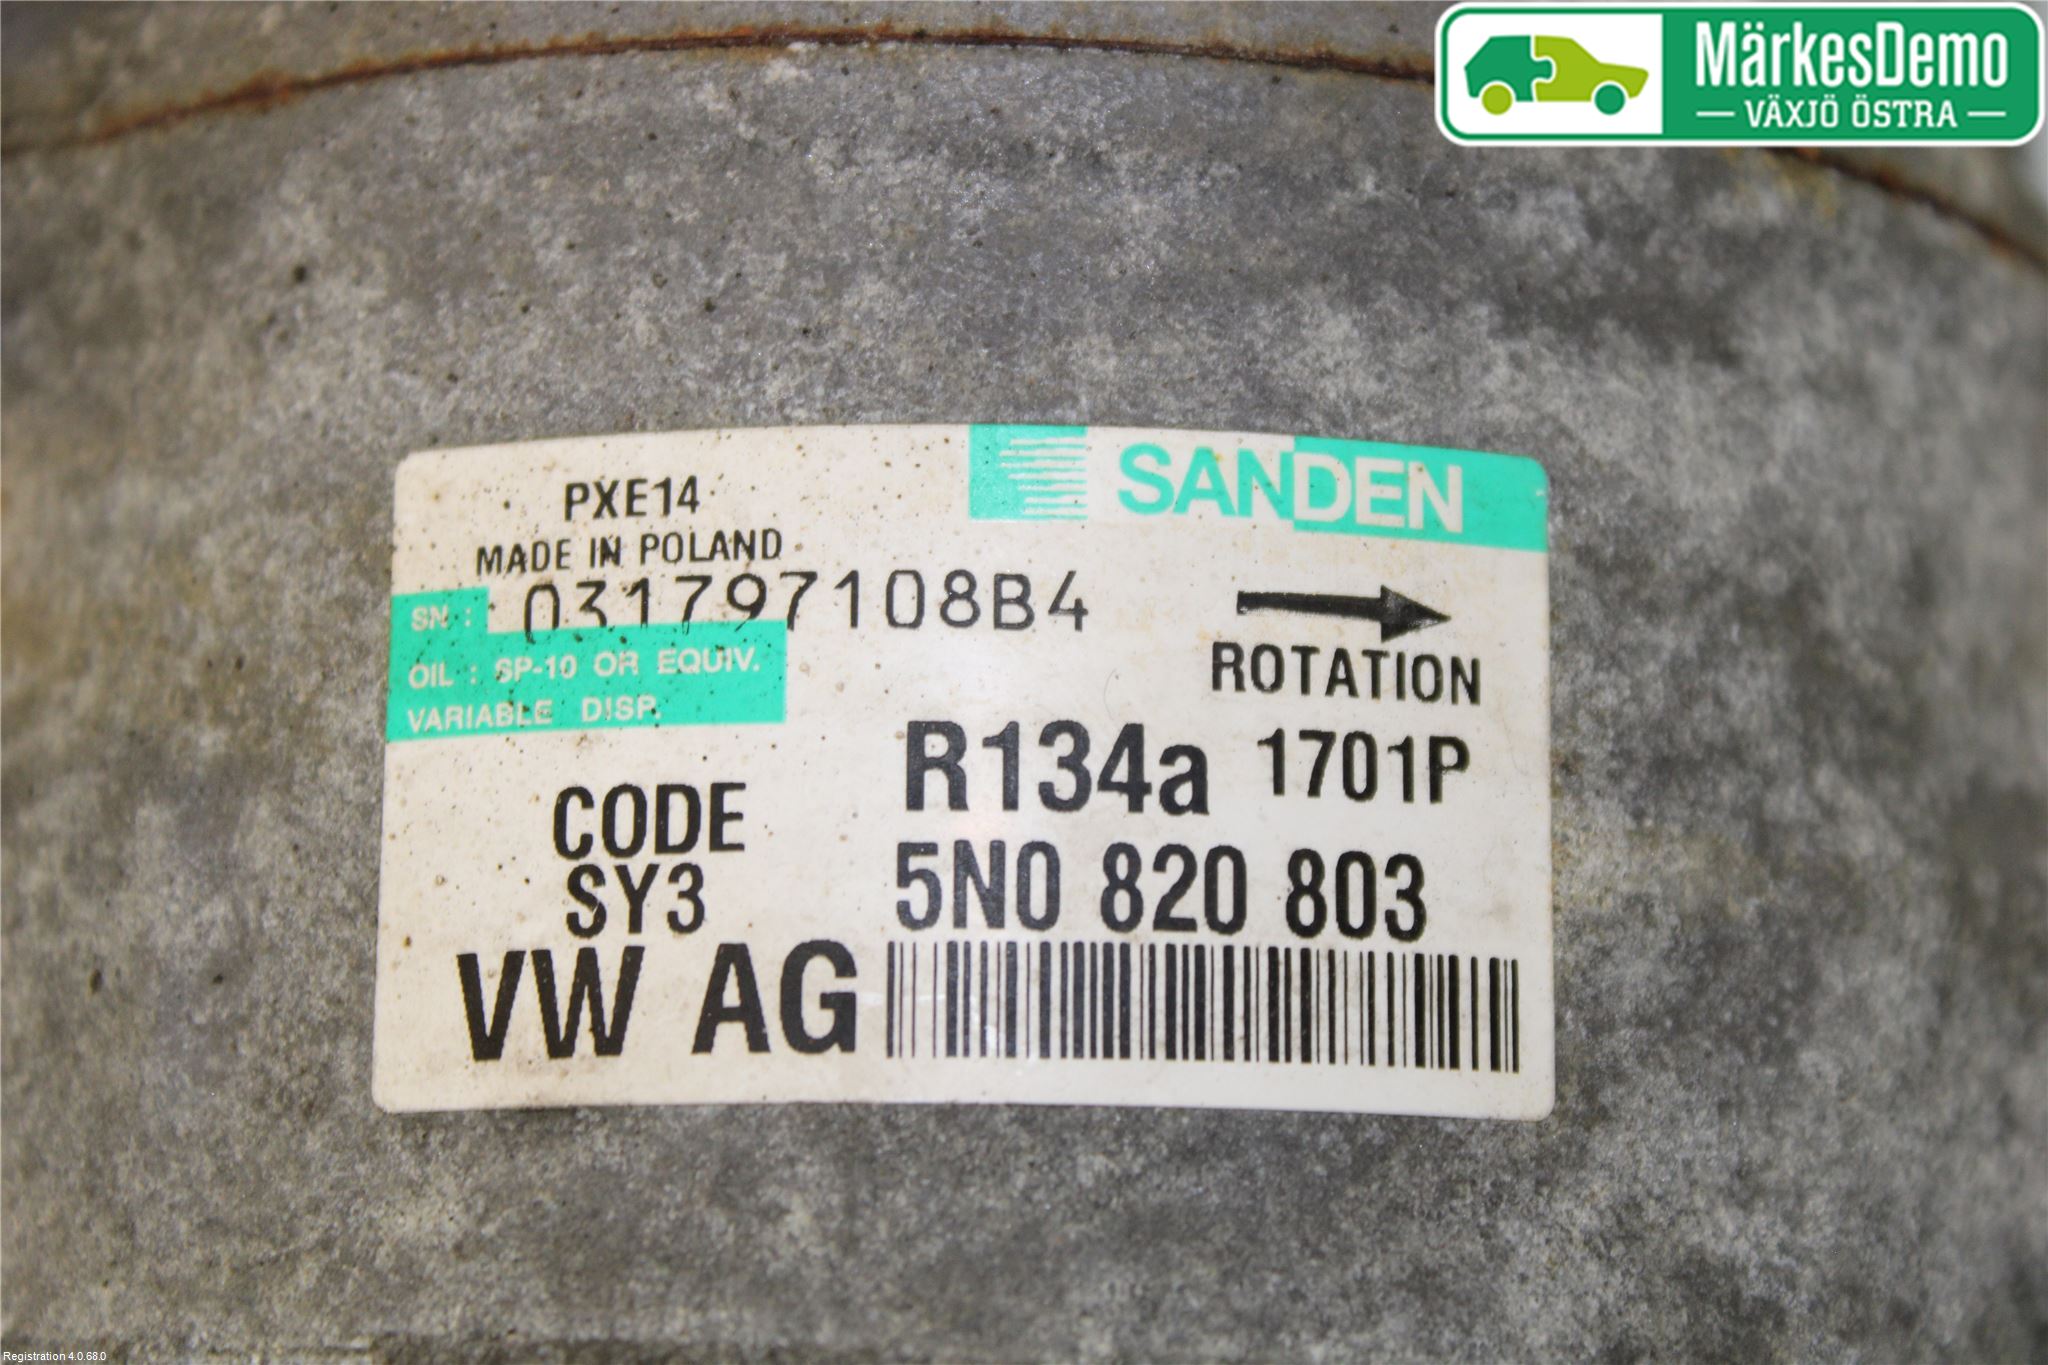 MärkesDemo
VÄXJÖ ÖSTRA
SANDEN
PXE14
MADE IN POLAND
SN : 031797108B4
OIL : SP-10 OR EQUIV.
VARIABLE DISP.
ROTATION
R134a 1701P
CODE
SY3
5N0 820 803
VW AG
Registration 4.0.68.0